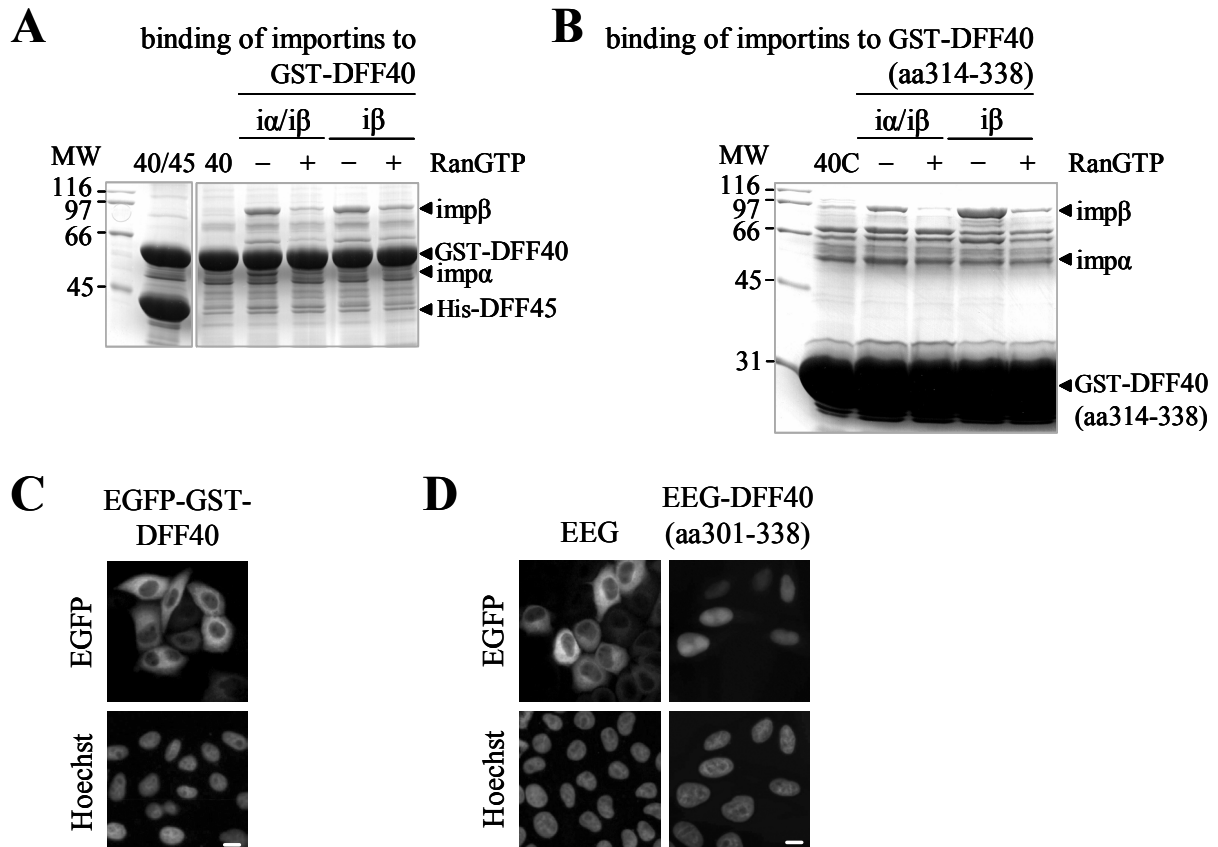 A
binding of importins to
GST-DFF40
iα/iβ iβ
MW 40/45 40 – + – + RanGTP
116
97
66
45
impβ
GST-DFF40
impα
His-DFF45
B
binding of importins to GST-DFF40
(aa314-338)
iα/iβ iβ
MW 40C – + – + RanGTP
116
97
66
45
31
impβ
impα
GST-DFF40
(aa314-338)
C
EGFP-GST-
DFF40
EGFP
Hoechst
D
EEG
EEG-DFF40
(aa301-338)
EGFP
Hoechst